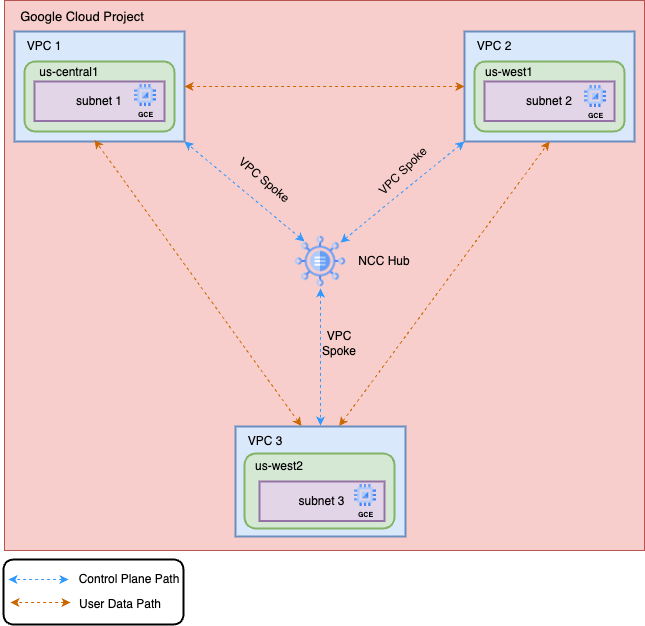 Google Cloud Project
VPC 1
us-central1
subnet 1
GCE
VPC 2
us-west1
subnet 2
GCE
VPC Spoke
VPC Spoke
NCC Hub
VPC
Spoke
VPC 3
us-west2
subnet 3
GCE
Control Plane Path
User Data Path